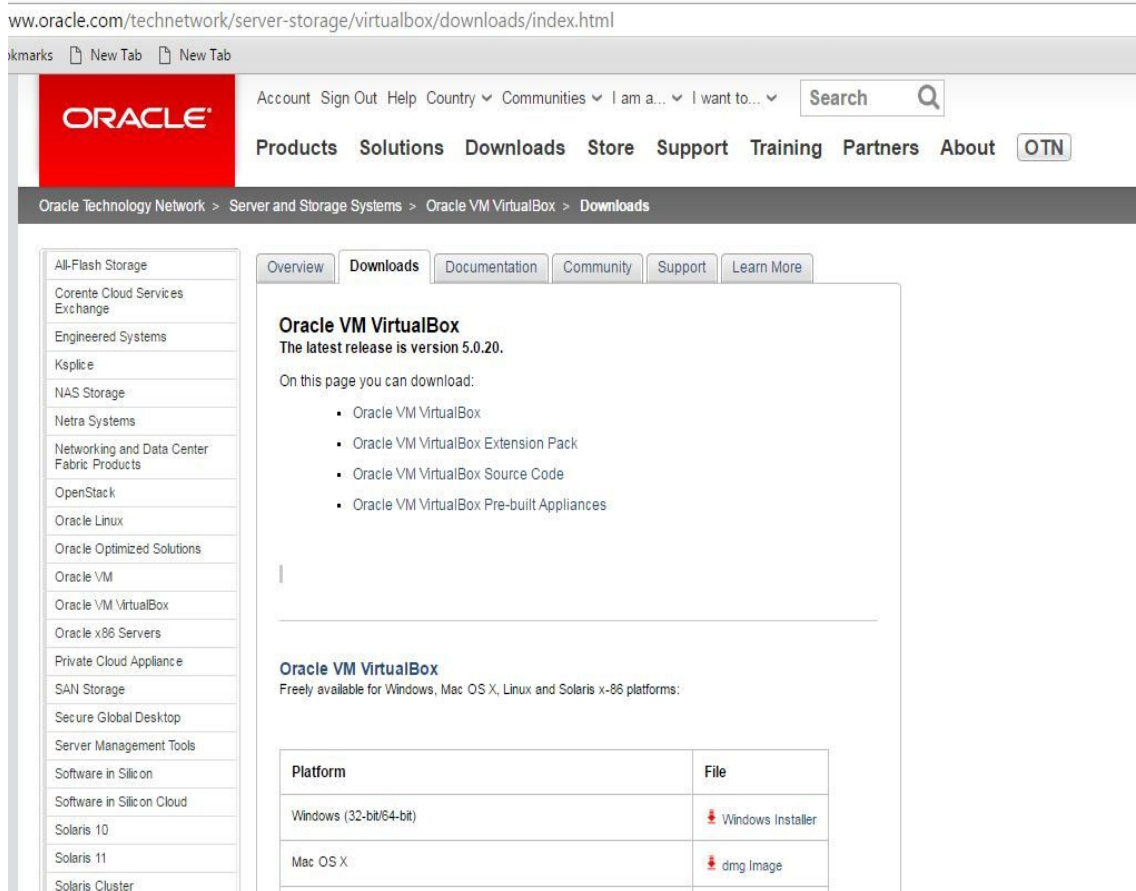 ww.oracle.com/technetwork/server-storage/virtualbox/downloads/index.html
okmarks New Tab New Tab
ORACLE
Account Sign Out Help Country Communities I am a... I want to... Search
Products Solutions Downloads Store Support Training Partners About OTN
Oracle Technology Network > Server and Storage Systems > Oracle VM VirtualBox > Downloads
All-Flash Storage
Corente Cloud Services
Exchange
Engineered Systems
Ksplice
NAS Storage
Netra Systems
Networking and Data Center
Fabric Products
OpenStack
Oracle Linux
Oracle Optimized Solutions
Oracle VM
Oracle VM VirtualBox
Oracle x86 Servers
Private Cloud Appliance
SAN Storage
Secure Global Desktop
Server Management Tools
Software in Silicon
Software in Silicon Cloud
Solaris 10
Solaris 11
Solaris Cluster
Overview Downloads Documentation Community Support Learn More
Oracle VM VirtualBox
The latest release is version 5.0.20.
On this page you can download:
• Oracle VM VirtualBox
• Oracle VM VirtualBox Extension Pack
• Oracle VM VirtualBox Source Code
• Oracle VM VirtualBox Pre-built Appliances
Oracle VM VirtualBox
Freely available for Windows, Mac OS X, Linux and Solaris x-86 platforms:
Platform File
Windows (32-bit/64-bit) Windows Installer
Mac OS X dmg Image